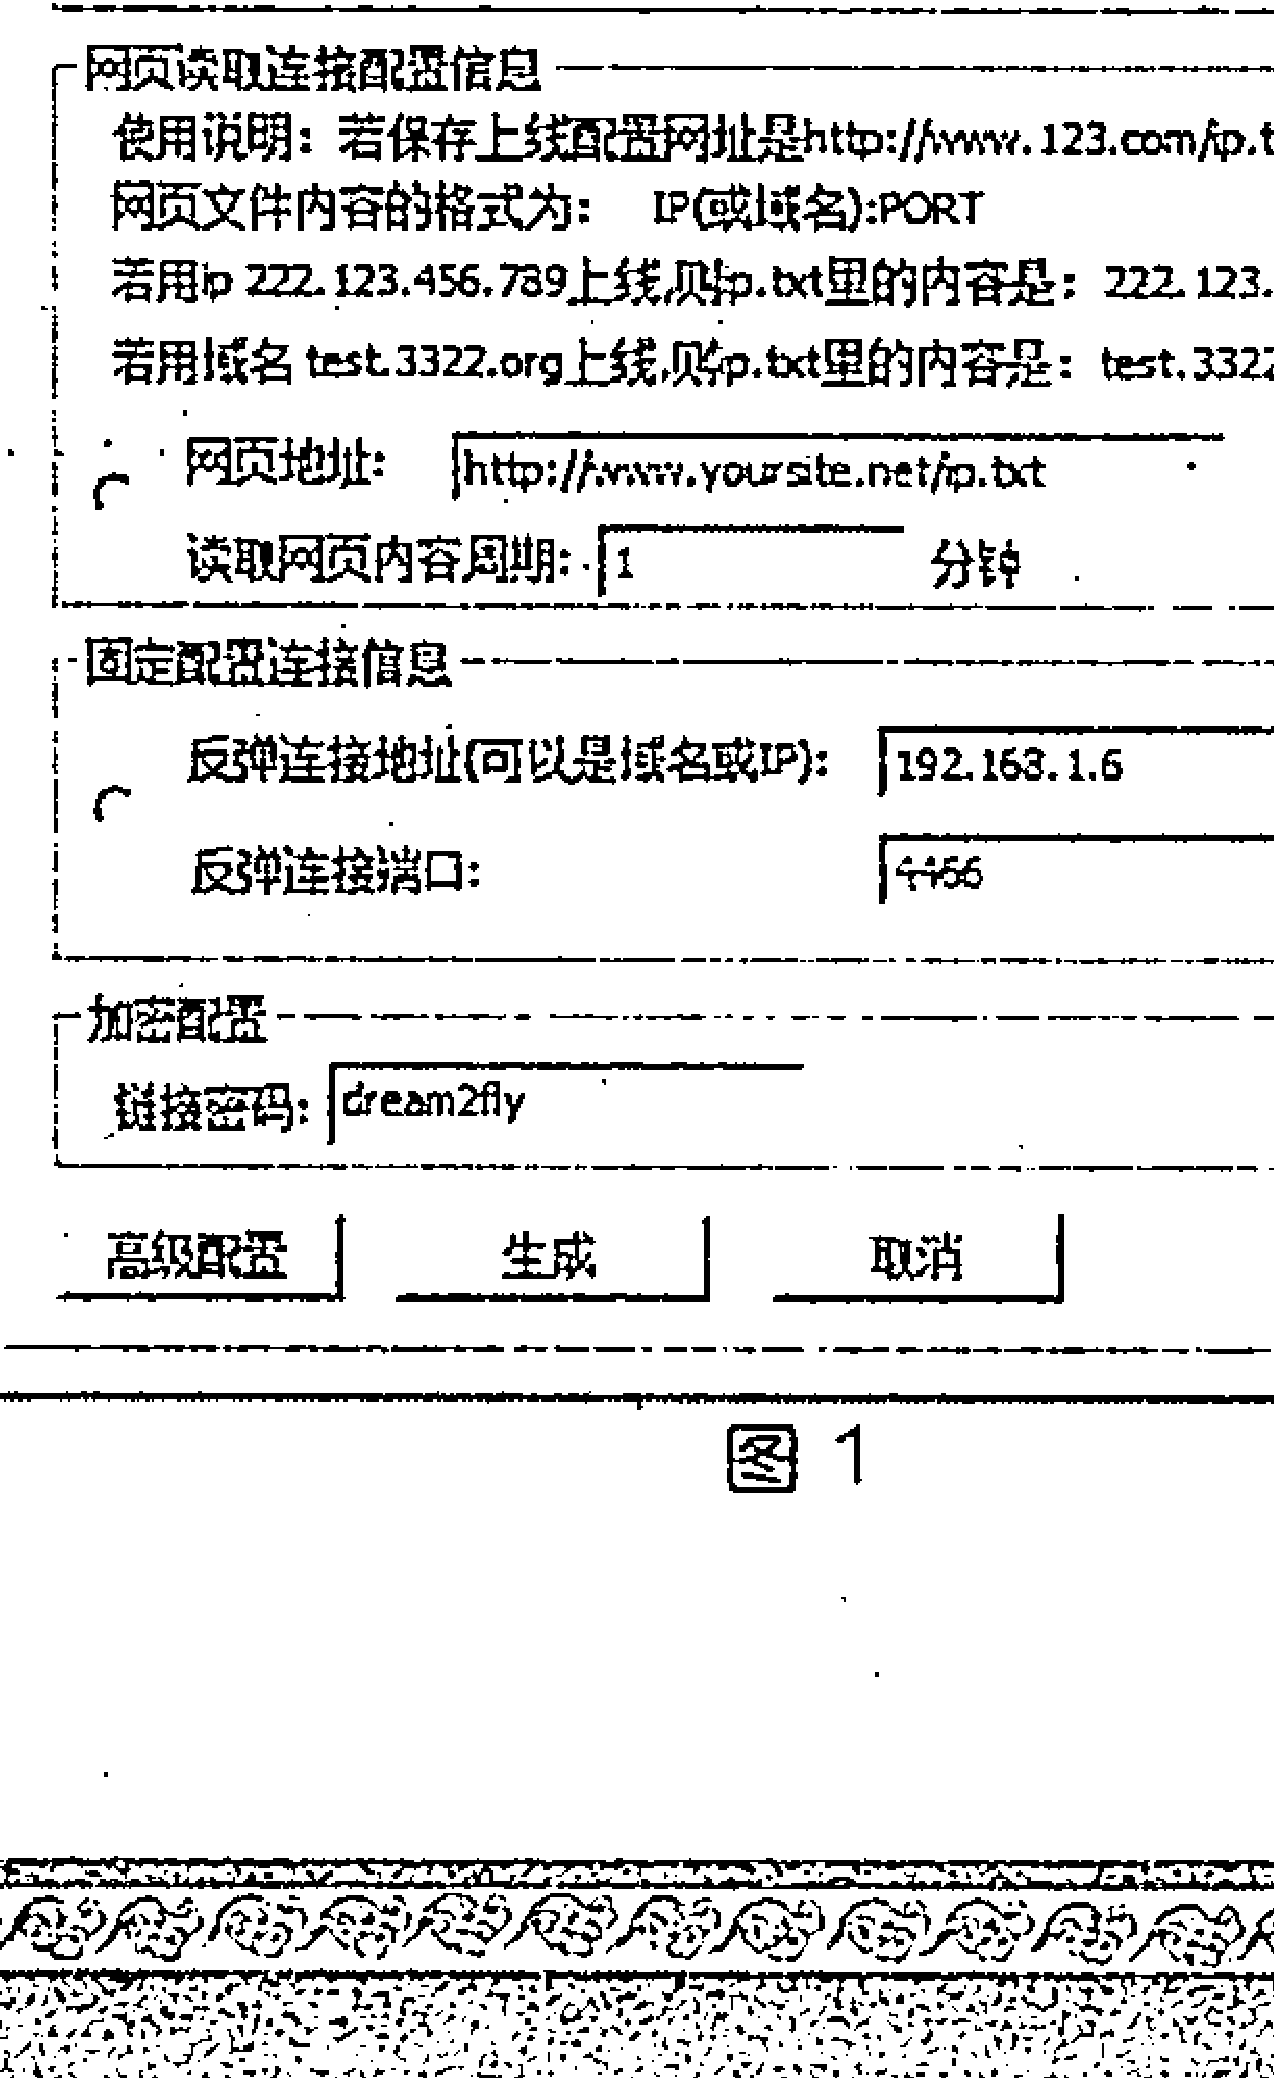 网页读取连接配置信息
使用说明：若保存上线配置网址是http://www.123.com/ip.t
网页文件内容的格式为： IP(或域名):PORT
若用ip 222.123.456.789上线,则ip.txt里的内容是：222.123.
若用域名 test.3322.org上线,则ip.txt里的内容是：test.3322
网页地址: http://www.yoursite.net/ip.txt
读取网页内容周期: 1 分钟
固定配置连接信息
反弹连接地址(可以是域名或IP): 192.168.1.6
反弹连接端口: 4466
加密配置
链接密码: dream2fly
高级配置 生成 取消
图 1